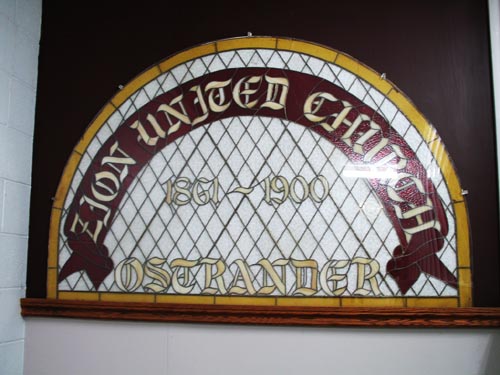 ZION UNITED CHURCH
1861 ~ 1900
OSTRANDER